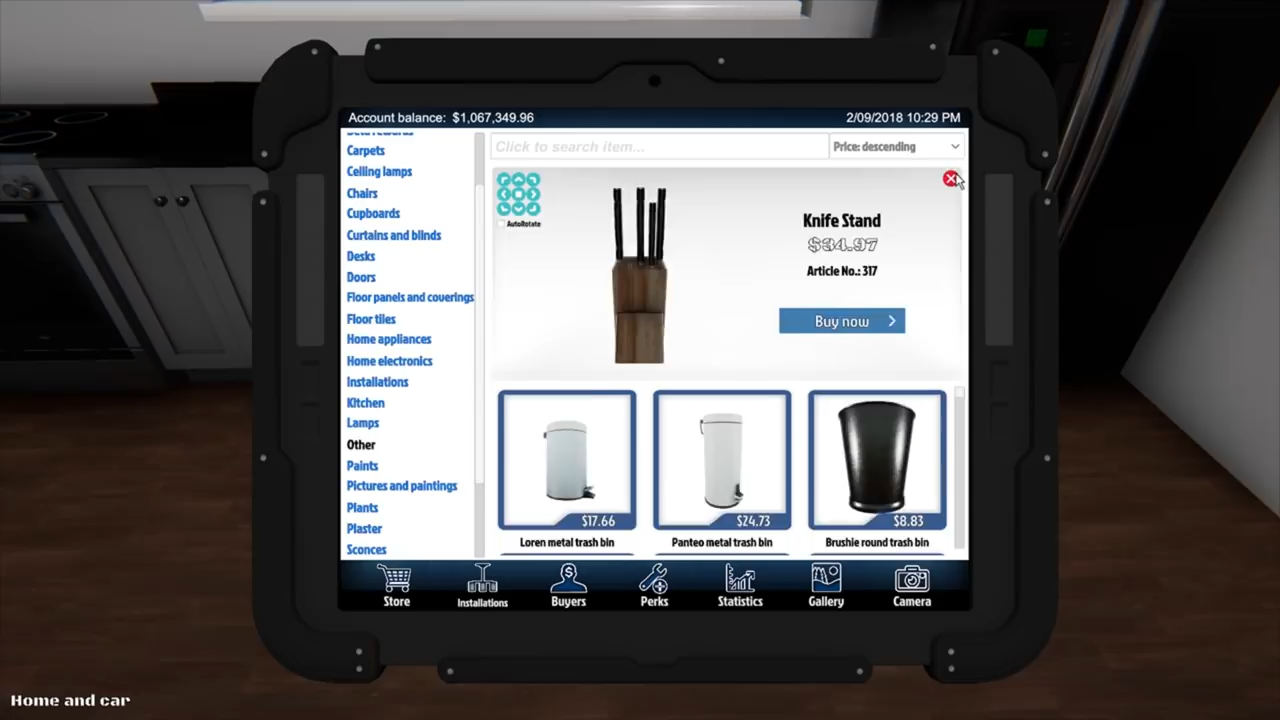 Account balance: $1,067,349.96
2/09/2018 10:29 PM
Click to search item...
Price: descending
Beta rewards
Carpets
Ceiling lamps
Chairs
Cupboards
Curtains and blinds
Desks
Doors
Floor panels and coverings
Floor tiles
Home appliances
Home electronics
Installations
Kitchen
Lamps
Other
Paints
Pictures and paintings
Plants
Plaster
Sconces
AutoRotate
Knife Stand
$34.97
Article No.: 317
Buy now
$17.66
$24.73
$8.83
Loren metal trash bin
Panteo metal trash bin
Brushie round trash bin
Store
Installations
Buyers
Perks
Statistics
Gallery
Camera
Home and car